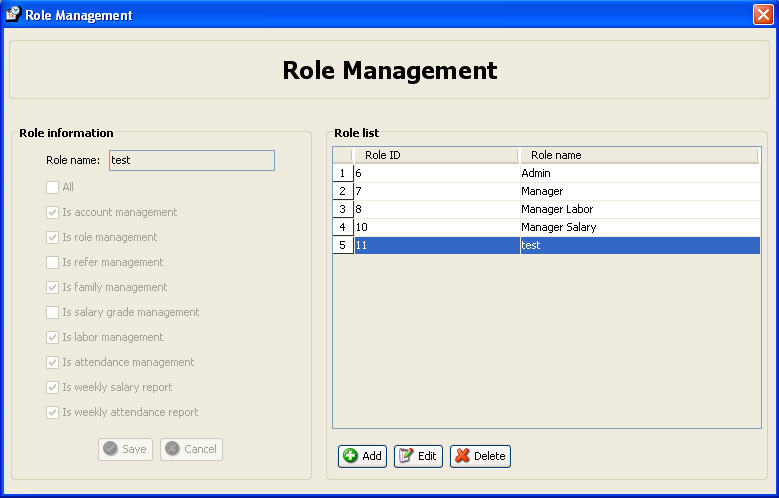 Role Management
Role Management
Role information
Role name: test
All
Is account management
Is role management
Is refer management
Is family management
Is salary grade management
Is labor management
Is attendance management
Is weekly salary report
Is weekly attendance report
Save Cancel
Role list
Role ID Role name
1 6 Admin
2 7 Manager
3 8 Manager Labor
4 10 Manager Salary
5 11 test
Add Edit Delete